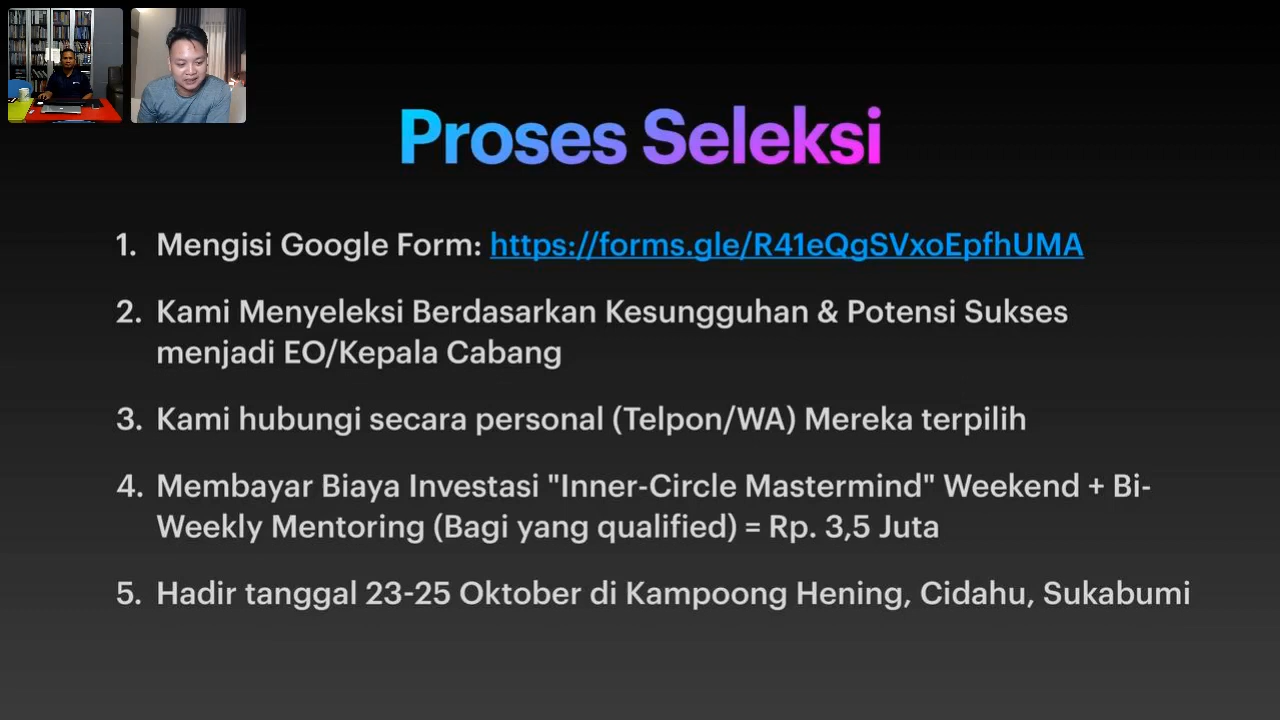 Proses Seleksi
1. Mengisi Google Form: https://forms.gle/R41eQgSVxoEpfhUMA
2. Kami Menyeleksi Berdasarkan Kesungguhan & Potensi Sukses
menjadi EO/Kepala Cabang
3. Kami hubungi secara personal (Telpon/WA) Mereka terpilih
4. Membayar Biaya Investasi "Inner-Circle Mastermind" Weekend + Bi-
Weekly Mentoring (Bagi yang qualified) = Rp. 3,5 Juta
5. Hadir tanggal 23-25 Oktober di Kampoong Hening, Cidahu, Sukabumi